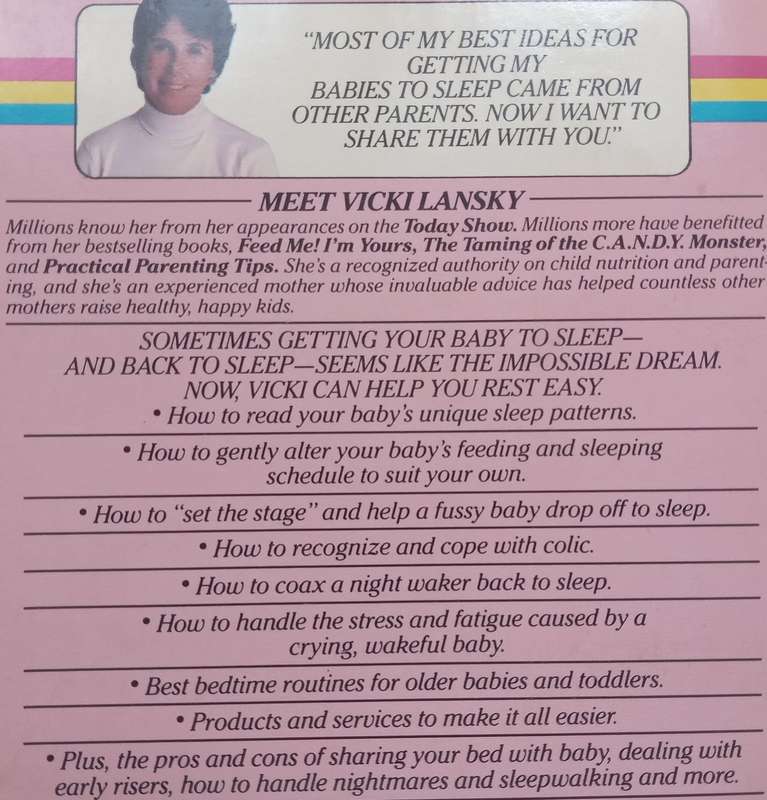 “MOST OF MY BEST IDEAS FOR
GETTING MY
BABIES TO SLEEP CAME FROM
OTHER PARENTS. NOW I WANT TO
SHARE THEM WITH YOU.”
MEET VICKI LANSKY
Millions know her from her appearances on the Today Show. Millions more have benefitted
from her bestselling books, Feed Me! I’m Yours, The Taming of the C.A.N.D.Y. Monster,
and Practical Parenting Tips. She’s a recognized authority on child nutrition and parent-
ing, and she’s an experienced mother whose invaluable advice has helped countless other
mothers raise healthy, happy kids.
SOMETIMES GETTING YOUR BABY TO SLEEP—
AND BACK TO SLEEP—SEEMS LIKE THE IMPOSSIBLE DREAM.
NOW, VICKI CAN HELP YOU REST EASY.
• How to read your baby’s unique sleep patterns.
• How to gently alter your baby’s feeding and sleeping
schedule to suit your own.
• How to “set the stage” and help a fussy baby drop off to sleep.
• How to recognize and cope with colic.
• How to coax a night waker back to sleep.
• How to handle the stress and fatigue caused by a
crying, wakeful baby.
• Best bedtime routines for older babies and toddlers.
• Products and services to make it all easier.
• Plus, the pros and cons of sharing your bed with baby, dealing with
early risers, how to handle nightmares and sleepwalking and more.